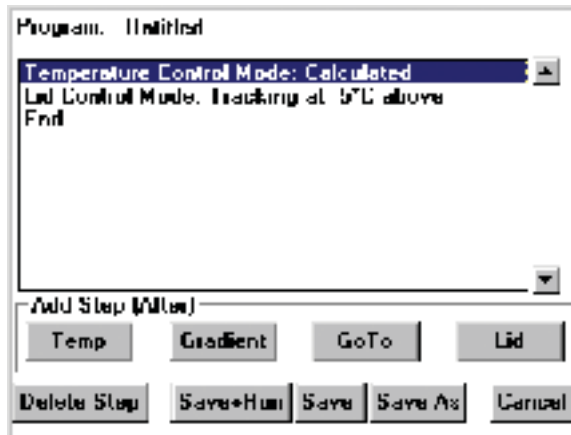 Program: Untitled
Temperature Control Mode: Calculated
Lid Control Mode: Tracking at 5°C above
End
Add Step (After)
Temp Gradient GoTo Lid
Delete Step Save+Run Save Save As Cancel